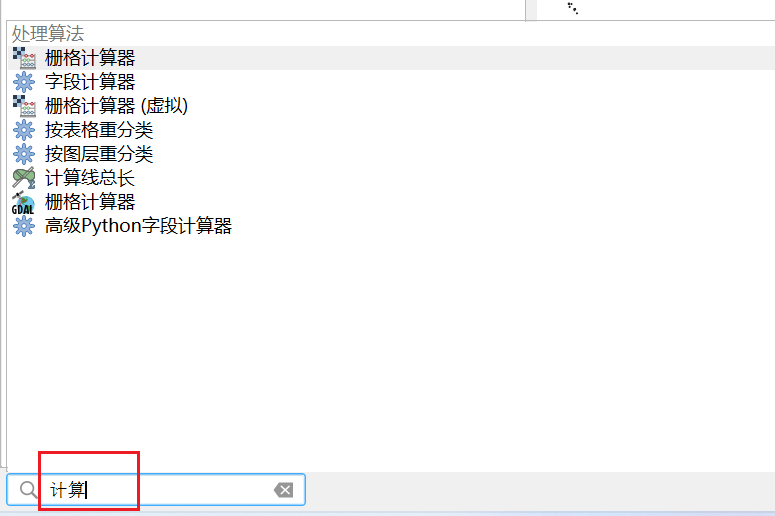 处理算法
栅格计算器
字段计算器
栅格计算器 (虚拟)
按表格重分类
按图层重分类
计算线总长
GDAL 栅格计算器
高级Python字段计算器
计算